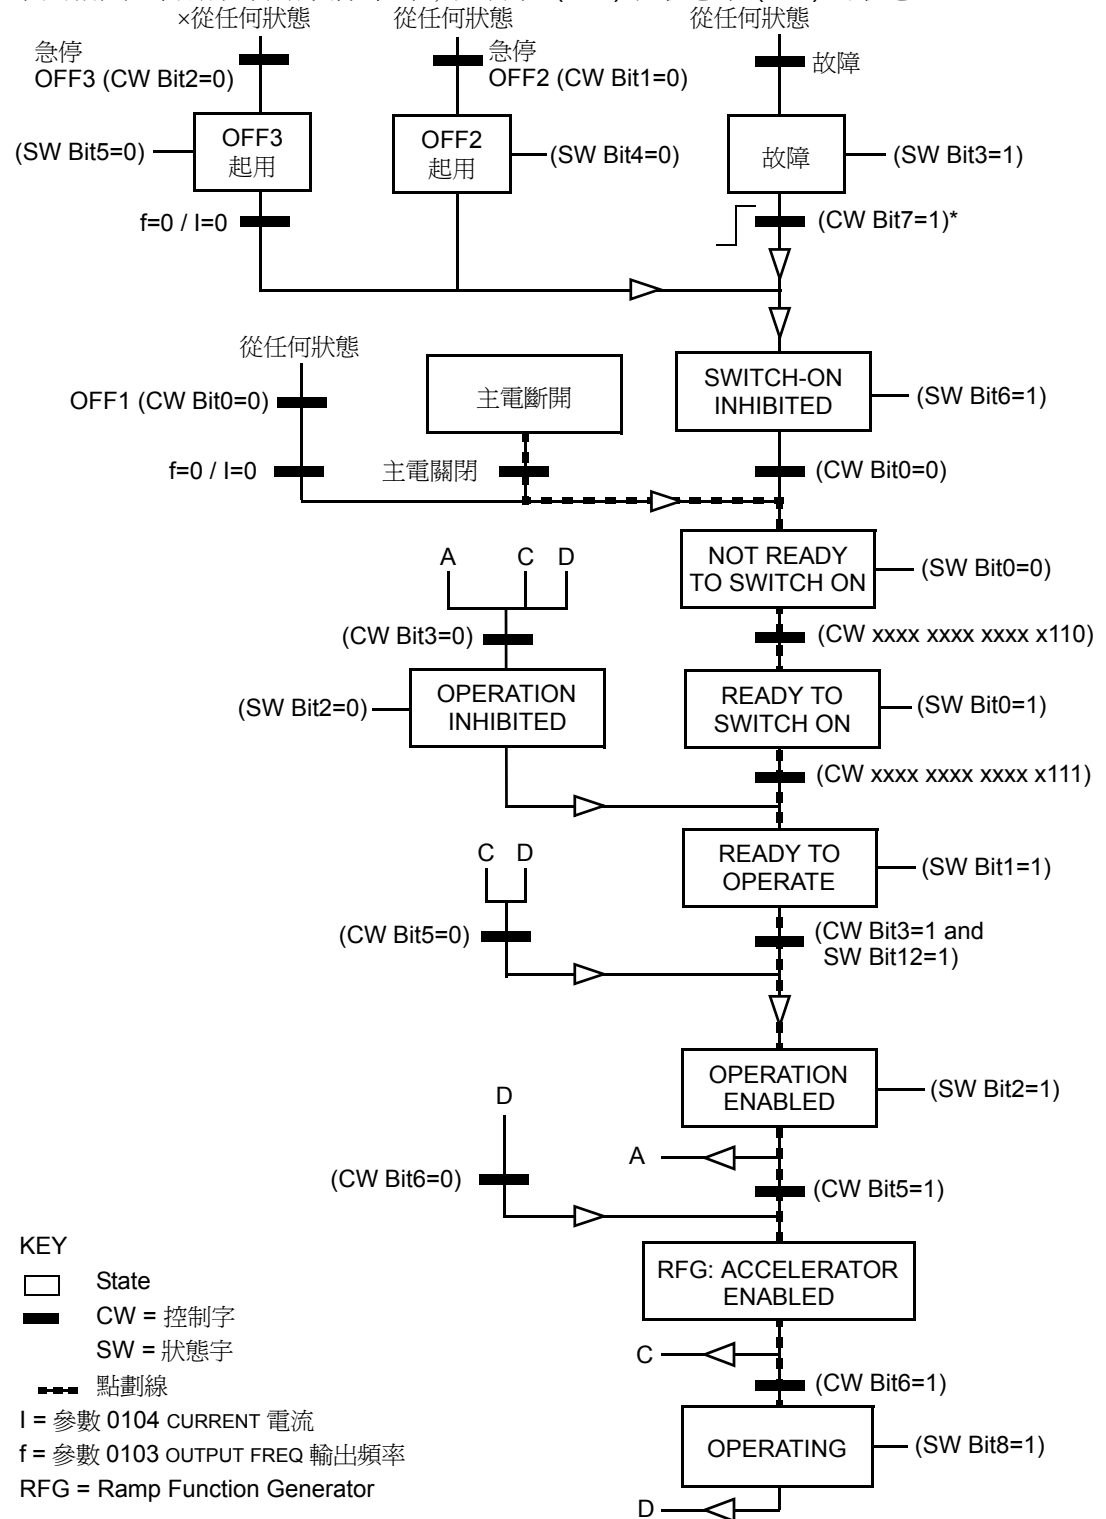 ×從任何狀態
從任何狀態
從任何狀態
急停
OFF3 (CW Bit2=0)
急停
OFF2 (CW Bit1=0)
故障
(SW Bit5=0)
OFF3
起用
OFF2
起用
(SW Bit4=0)
故障
(SW Bit3=1)
f=0 / I=0
(CW Bit7=1)*
從任何狀態
OFF1 (CW Bit0=0)
主電斷開
SWITCH-ON
INHIBITED
(SW Bit6=1)
f=0 / I=0
主電關閉
(CW Bit0=0)
A
C
D
NOT READY
TO SWITCH ON
(SW Bit0=0)
(CW Bit3=0)
(CW xxxx xxxx xxxx x110)
(SW Bit2=0)
OPERATION
INHIBITED
READY TO
SWITCH ON
(SW Bit0=1)
(CW xxxx xxxx xxxx x111)
C
D
READY TO
OPERATE
(SW Bit1=1)
(CW Bit5=0)
(CW Bit3=1 and
SW Bit12=1)
OPERATION
ENABLED
(SW Bit2=1)
D
A
(CW Bit6=0)
(CW Bit5=1)
RFG: ACCELERATOR
ENABLED
C
(CW Bit6=1)
OPERATING
(SW Bit8=1)
D
KEY
State
CW = 控制字
SW = 狀態宇
點劃線
I = 參數 0104 CURRENT 電流
f = 參數 0103 OUTPUT FREQ 輸出頻率
RFG = Ramp Function Generator